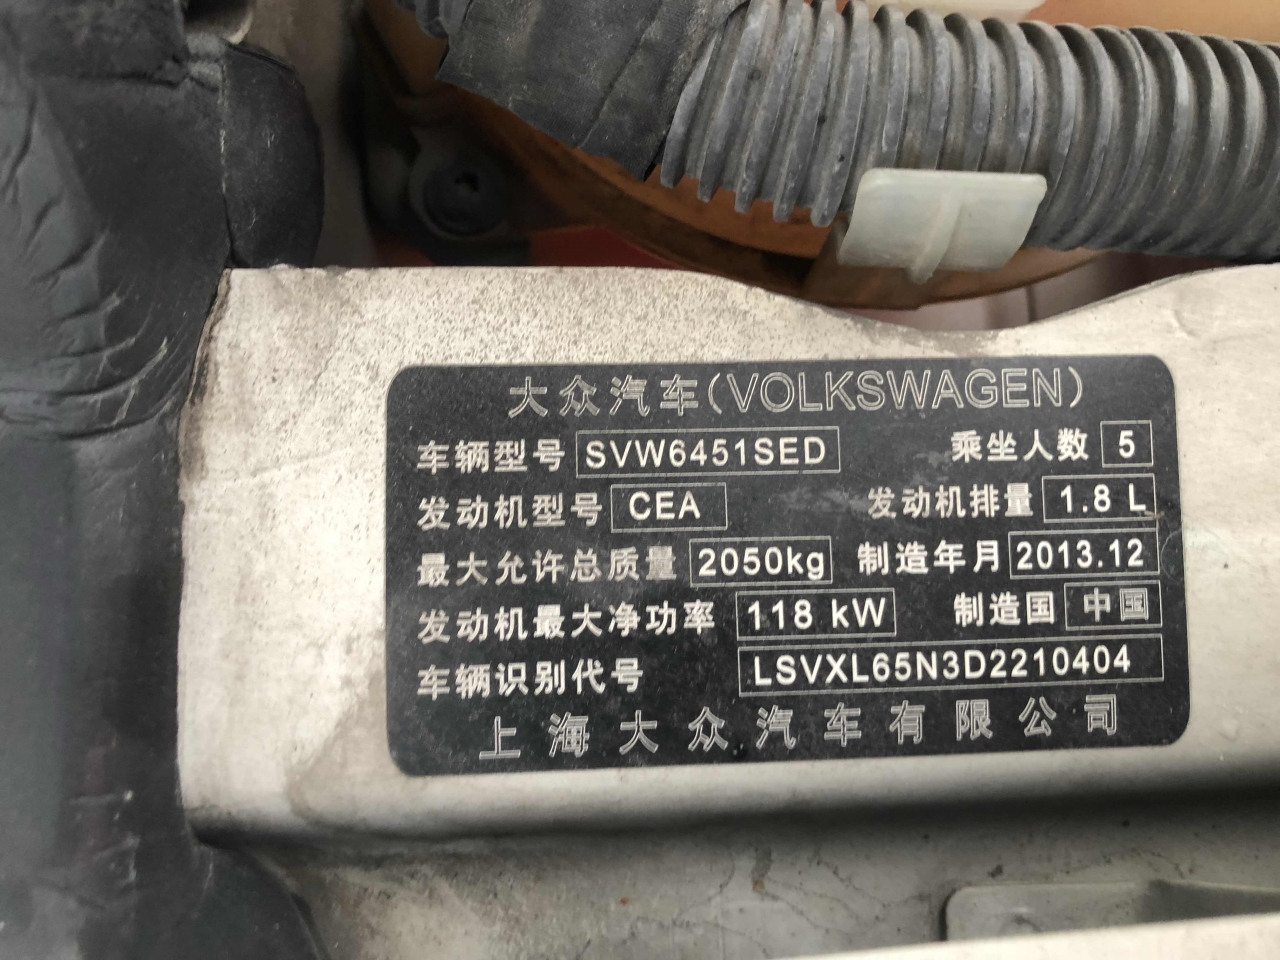 大众汽车(VOLKSWAGEN)
车辆型号 SVW6451SED 乘坐人数 5
发动机型号 CEA 发动机排量 1.8 L
最大允许总质量 2050kg 制造年月 2013.12
发动机最大净功率 118 kW 制造国 中国
车辆识别代号 LSVXL65N3D2210404
上海大众汽车有限公司